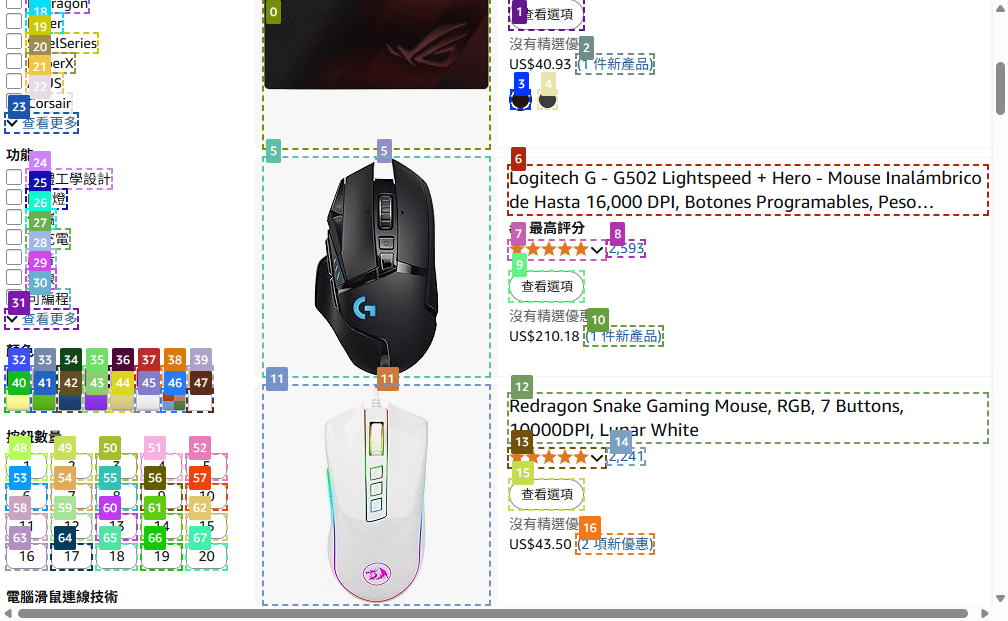 SteelSeries
HyperX
ASUS
Corsair
查看更多
功能
人體工學設計
可編程
查看更多
顏色
按鈕數量
1 2 3 4 5
6 7 8 9 10
11 12 13 14 15
16 17 18 19 20
電腦滑鼠連線技術
查看選項
沒有精選優
US$40.93 (1 件新產品)
Logitech G - G502 Lightspeed + Hero - Mouse Inalámbrico
de Hasta 16,000 DPI, Botones Programables, Peso…
最高評分
2,593
查看選項
沒有精選優惠
US$210.18 (1 件新產品)
Redragon Snake Gaming Mouse, RGB, 7 Buttons,
10000DPI, Lunar White
2,241
查看選項
沒有精選優
US$43.50 (2 項新優惠)
0
1
2
3
4
5
5
6
7
8
9
10
11
11
12
13
14
15
16
18
19
20
21
22
23
24
25
26
27
28
29
30
31
32 33 34 35 36 37 38 39
40 41 42 43 44 45 46 47
48 49 50 51 52
53 54 55 56 57
58 59 60 61 62
63 64 65 66 67